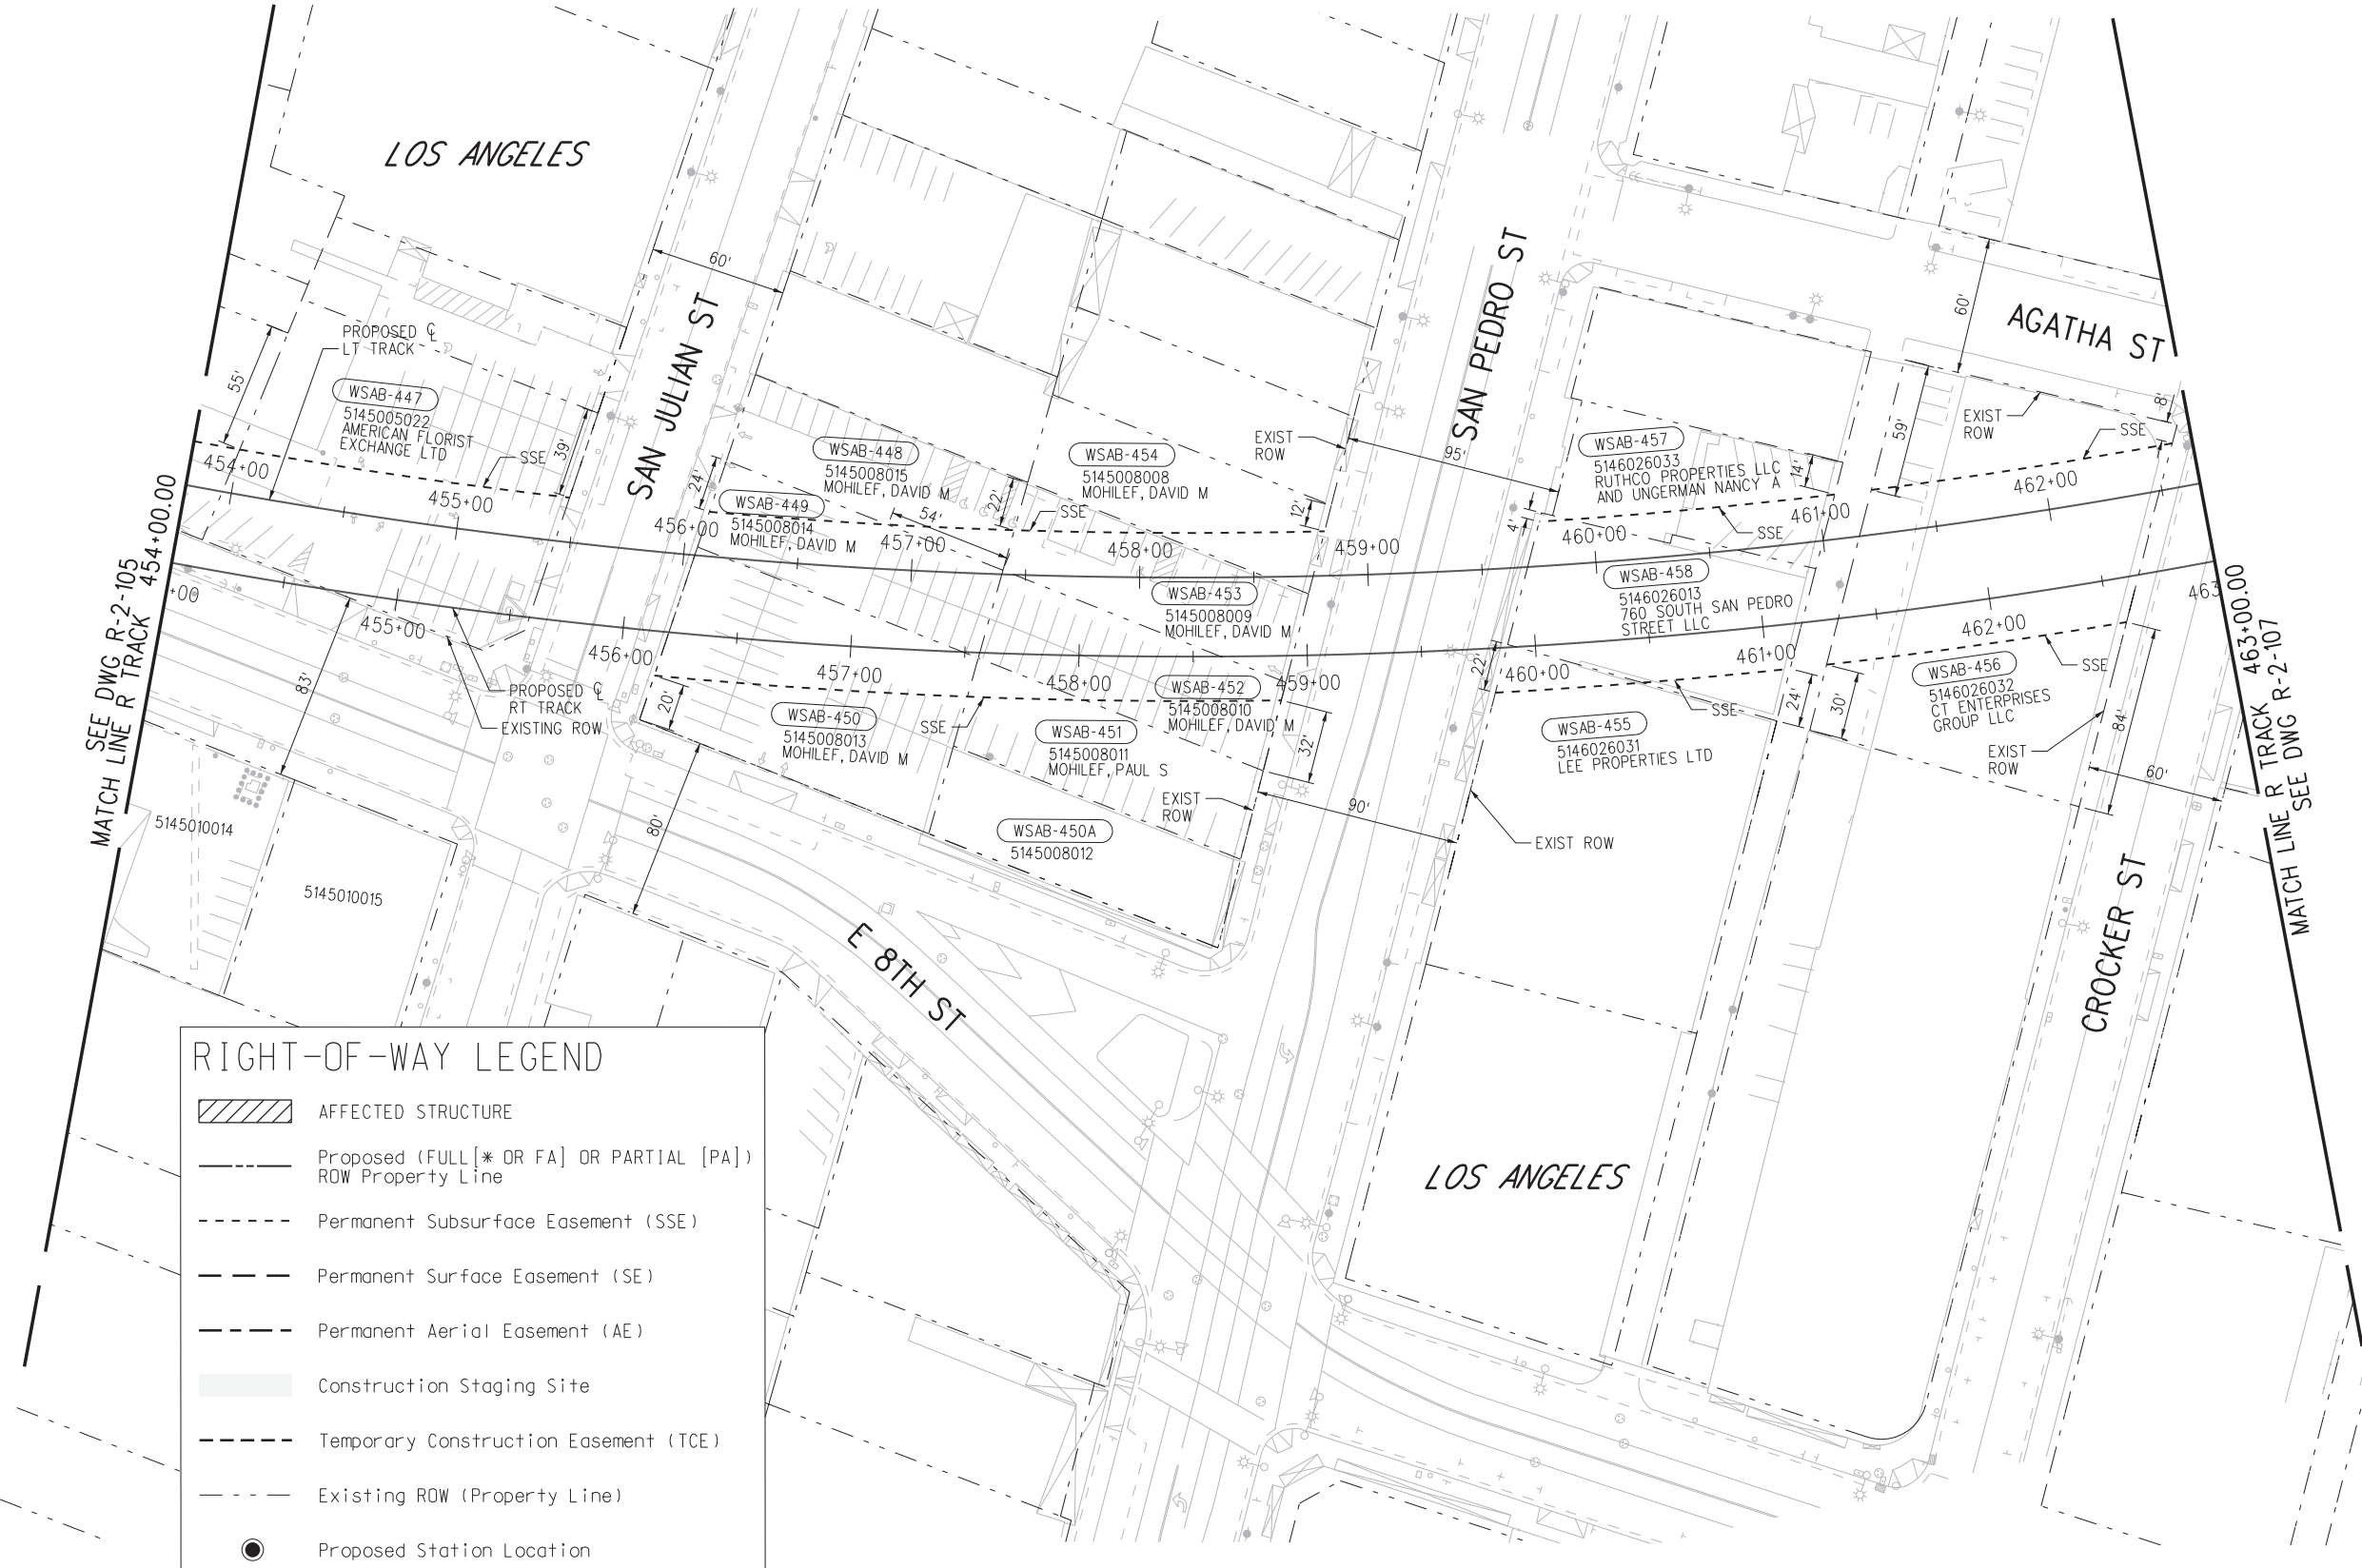 LOS ANGELES
SAN JULIAN ST
SAN PEDRO ST
AGATHA ST
CROCKER ST
E 8TH ST
LOS ANGELES
SEE DWG R-2-105
MATCH LINE R TRACK 454+00.00
MATCH LINE R TRACK 463+00.00
SEE DWG R-2-107
PROPOSED ℄
LT TRACK
55'
WSAB-447
5145005022
AMERICAN FLORIST
EXCHANGE LTD
SSE
39'
60'
454+00
455+00
456+00
457+00
458+00
459+00
460+00
461+00
462+00
+00
455+00
456+00
457+00
458+00
459+00
460+00
461+00
462+00
463
83'
PROPOSED ℄
RT TRACK
EXISTING ROW
24'
WSAB-448
5145008015
MOHILEF, DAVID M
WSAB-449
5145008014
MOHILEF, DAVID M
54'
22'
SSE
WSAB-454
5145008008
MOHILEF, DAVID M
EXIST
ROW
12'
95'
WSAB-453
5145008009
MOHILEF, DAVID M
WSAB-452
5145008010
MOHILEF, DAVID M
20'
WSAB-450
5145008013
MOHILEF, DAVID M
SSE
WSAB-451
5145008011
MOHILEF, PAUL S
32'
EXIST
ROW
90'
80'
WSAB-450A
5145008012
4'
WSAB-457
5146026033
RUTHCO PROPERTIES LLC
AND UNGERMAN NANCY A
14'
SSE
WSAB-458
5146026013
760 SOUTH SAN PEDRO
STREET LLC
22'
WSAB-455
5146026031
LEE PROPERTIES LTD
SSE
24'
30'
EXIST ROW
60'
59'
EXIST
ROW
SSE
8'
WSAB-456
5146026032
CT ENTERPRISES
GROUP LLC
SSE
EXIST
ROW
84'
60'
5145010014
5145010015
RIGHT-OF-WAY LEGEND
AFFECTED STRUCTURE
Proposed (FULL[* OR FA] OR PARTIAL [PA])
ROW Property Line
Permanent Subsurface Easement (SSE)
Permanent Surface Easement (SE)
Permanent Aerial Easement (AE)
Construction Staging Site
Temporary Construction Easement (TCE)
Existing ROW (Property Line)
Proposed Station Location